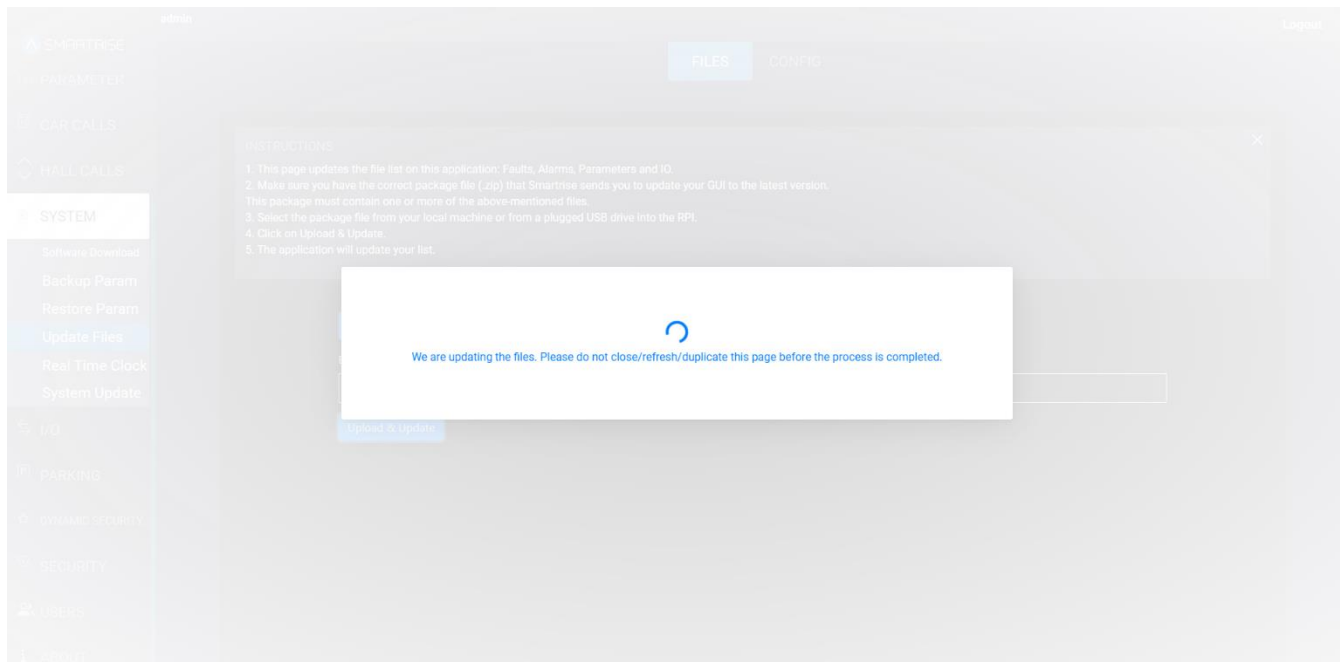 admin
Logout
SMARTRISE
FILES
CONFIG
PARAMETER
CAR CALLS
HALL CALLS
SYSTEM
Software Download
Backup Param
Restore Param
Update Files
Real Time Clock
System Update
I/O
PARKING
DYNAMIC SECURITY
SECURITY
USERS
ABOUT
INSTRUCTIONS
1. This page updates the file list on this application: Faults, Alarms, Parameters and IO.
2. Make sure you have the correct package file (.zip) that Smartrise sends you to update your GUI to the latest version.
This package must contain one or more of the above-mentioned files.
3. Select the package file from your local machine or from a plugged USB drive into the RPI.
4. Click on Upload & Update.
5. The application will update your list.
We are updating the files. Please do not close/refresh/duplicate this page before the process is completed.
Upload & Update